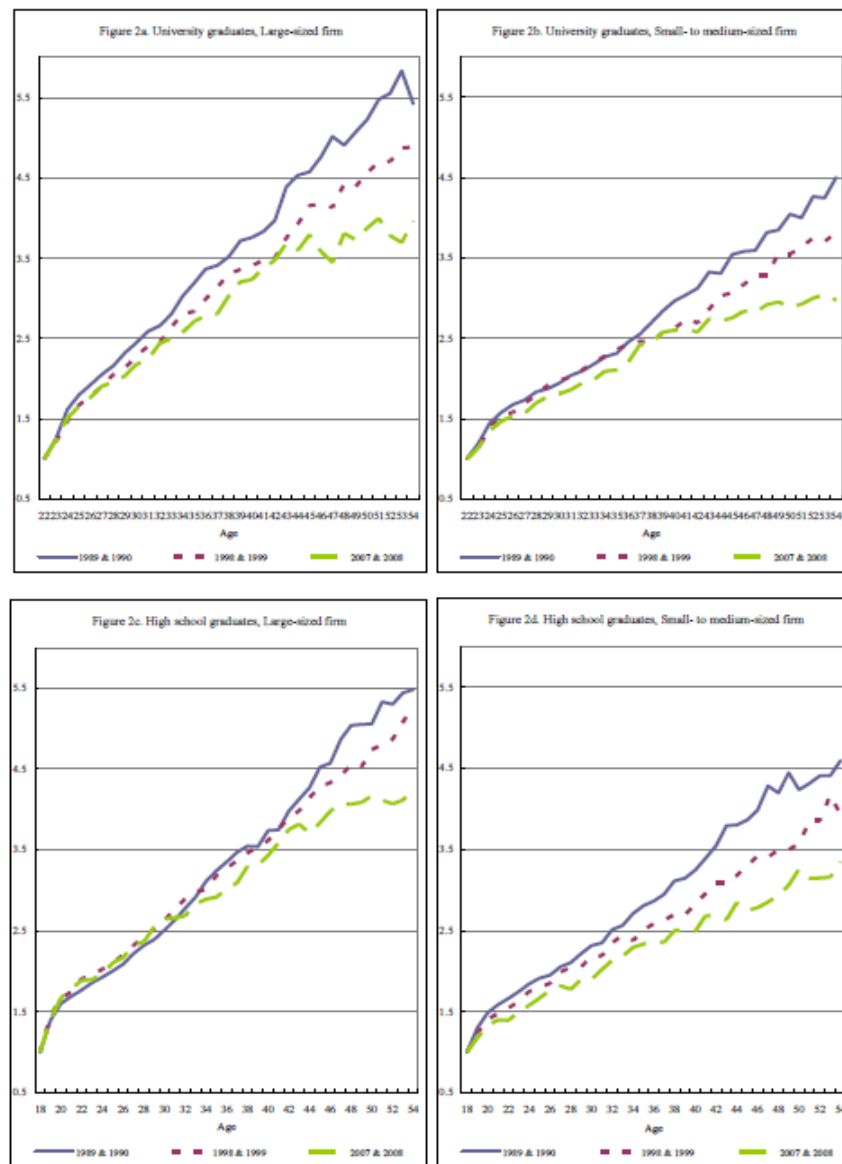 Figure 2a. University graduates, Large-sized firm
5.5
4.5
3.5
2.5
1.5
0.5
222324252627282930313233343536373839404142434445464748495051525354
Age
1989 & 1990 1998 & 1999 2007 & 2008
Figure 2b. University graduates, Small- to medium-sized firm
5.5
4.5
3.5
2.5
1.5
0.5
222324252627282930313233343536373839404142434445464748495051525354
Age
1989 & 1990 1998 & 1999 2007 & 2008
Figure 2c. High school graduates, Large-sized firm
5.5
4.5
3.5
2.5
1.5
0.5
18 20 22 24 26 28 30 32 34 36 38 40 42 44 46 48 50 52 54
Age
1989 & 1990 1998 & 1999 2007 & 2008
Figure 2d. High school graduates, Small- to medium-sized firm
5.5
4.5
3.5
2.5
1.5
0.5
18 20 22 24 26 28 30 32 34 36 38 40 42 44 46 48 50 52 54
Age
1989 & 1990 1998 & 1999 2007 & 2008